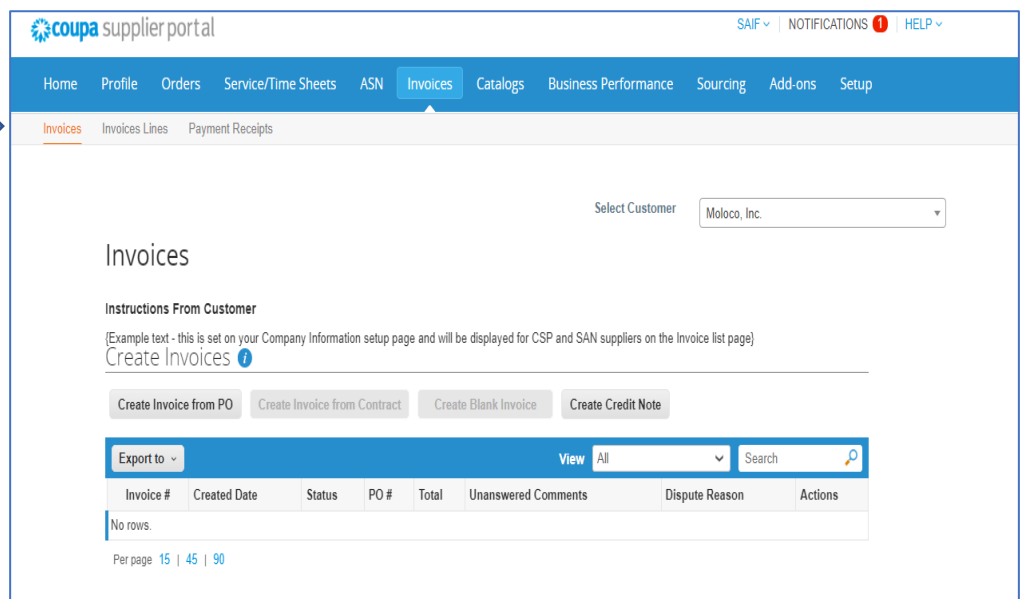 coupa supplier portal
SAIF NOTIFICATIONS 1 HELP
Home Profile Orders Service/Time Sheets ASN Invoices Catalogs Business Performance Sourcing Add-ons Setup
Invoices Invoices Lines Payment Receipts
Select Customer Moloco, Inc.
Invoices
Instructions From Customer
{Example text - this is set on your Company Information setup page and will be displayed for CSP and SAN suppliers on the Invoice list page}
Create Invoices i
Create Invoice from PO Create Invoice from Contract Create Blank Invoice Create Credit Note
Export to View All Search
Invoice # Created Date Status PO # Total Unanswered Comments Dispute Reason Actions
No rows.
Per page 15 | 45 | 90